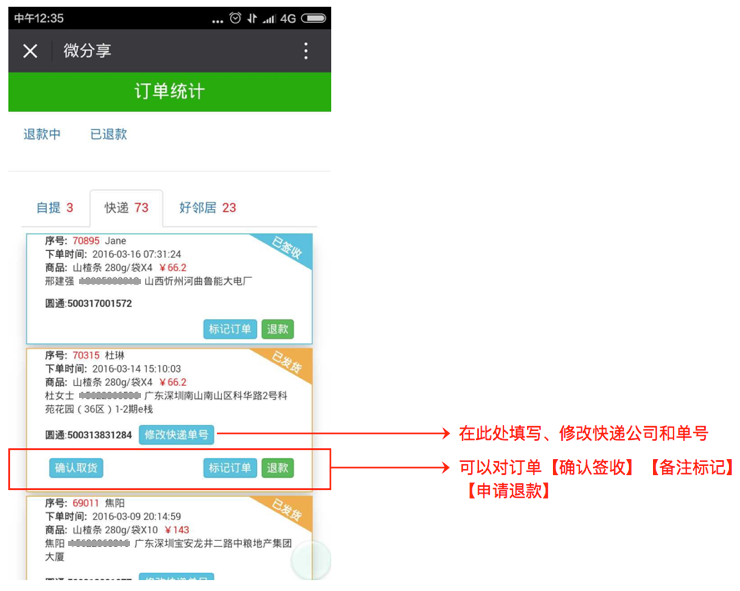 中午12:35
... 4G
微分享
订单统计
退款中 已退款
自提 3 快递 73 好邻居 23
序号: 70895 Jane
已签收
下单时间: 2016-03-16 07:31:24
商品: 山楂条 280g/袋X4 ￥66.2
邢建强 山西忻州河曲鲁能大电厂
圆通:500317001572
标记订单 退款
序号: 70315 杜琳
已发货
下单时间: 2016-03-14 15:10:03
商品: 山楂条 280g/袋X4 ￥66.2
杜女士 广东深圳南山南山区科华路2号科
苑花园（36区）1-2期e栈
圆通:500313831284 修改快递单号
在此处填写、修改快递公司和单号
确认取货 标记订单 退款
可以对订单【确认签收】【备注标记】
【申请退款】
序号: 69011 焦阳
已发货
下单时间: 2016-03-09 20:14:59
商品: 山楂条 280g/袋X10 ￥143
焦阳 广东深圳宝安龙井二路中粮地产集团
大厦